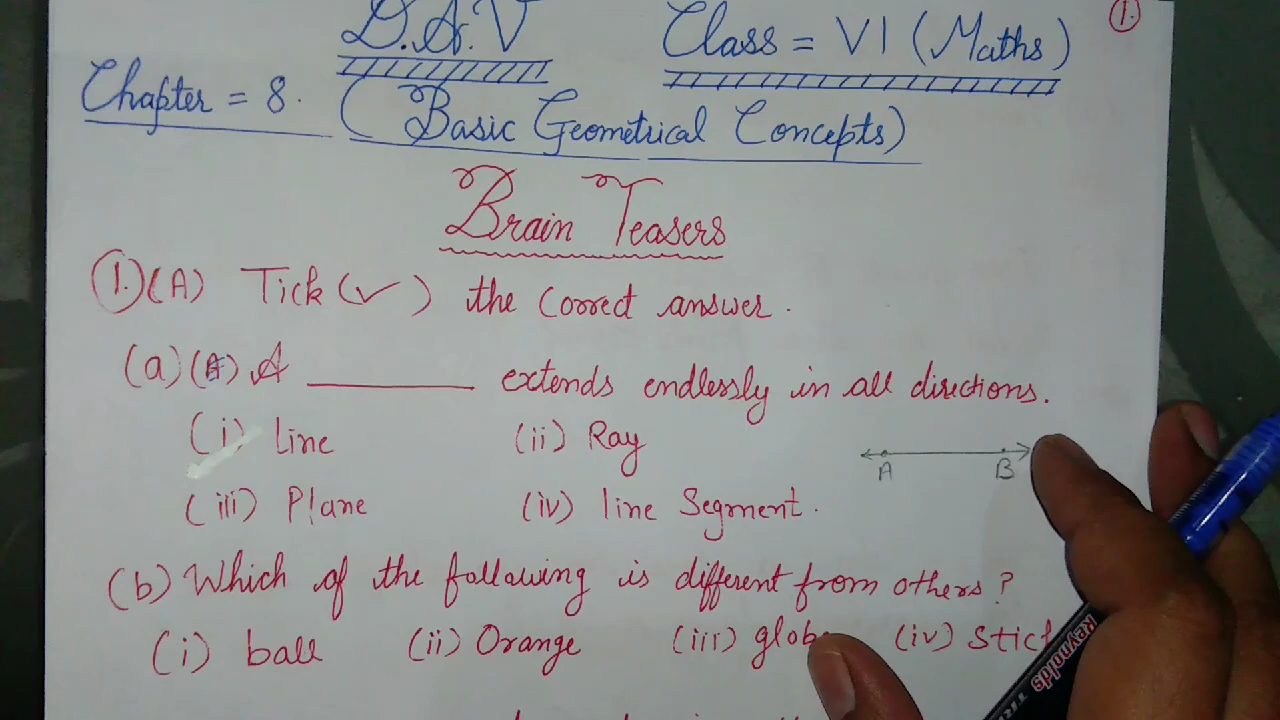 D.A.V Class = VI (Maths) 1.
Chapter = 8. (Basic Geometrical Concepts)
Brain Teasers
1.)(A) Tick (✓) the Correct answer.
(a) (A) A ________ extends endlessly in all directions.
(i) Line (ii) Ray
A B
(iii) Plane (iv) line Segment.
(b) Which of the following is different from others?
(i) ball (ii) Orange (iii) (iv)
Reynolds